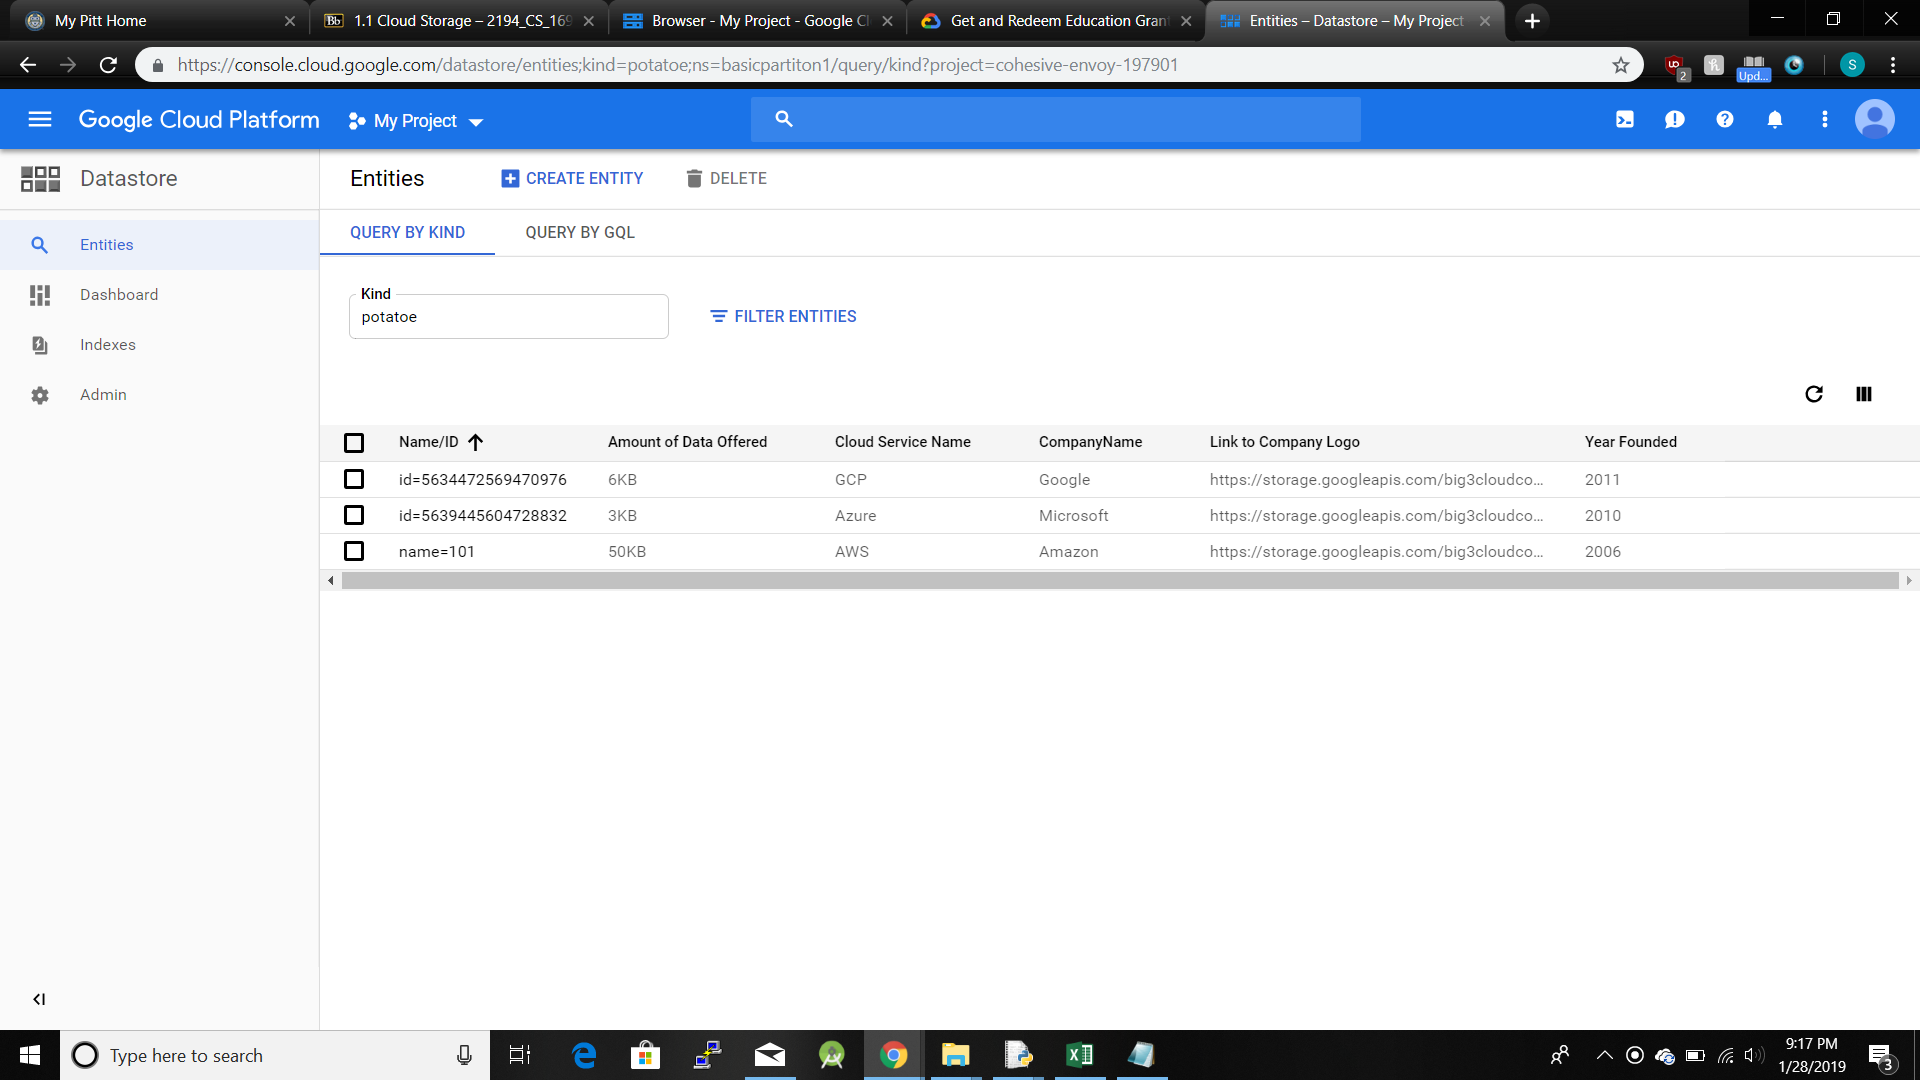 My Pitt Home
1.1 Cloud Storage – 2194_CS_169
Browser - My Project - Google Cl
Get and Redeem Education Grant
Entities – Datastore – My Project
https://console.cloud.google.com/datastore/entities;kind=potatoe;ns=basicpartiton1/query/kind?project=cohesive-envoy-197901
2
Upd...
S
Google Cloud Platform
My Project
Datastore
Entities
CREATE ENTITY
DELETE
Entities
Dashboard
Indexes
Admin
QUERY BY KIND
QUERY BY GQL
Kind
potatoe
FILTER ENTITIES
Name/ID Amount of Data Offered Cloud Service Name CompanyName Link to Company Logo Year Founded
id=5634472569470976 6KB GCP Google https://storage.googleapis.com/big3cloudco... 2011
id=5639445604728832 3KB Azure Microsoft https://storage.googleapis.com/big3cloudco... 2010
name=101 50KB AWS Amazon https://storage.googleapis.com/big3cloudco... 2006
Type here to search
9:17 PM
1/28/2019
3